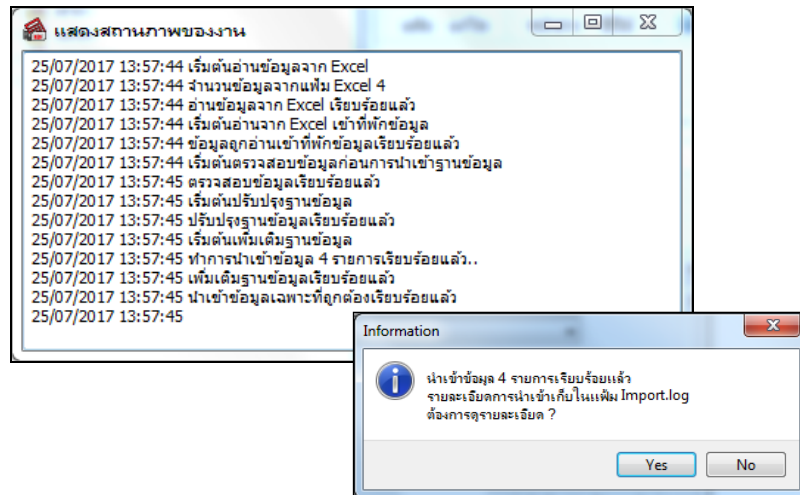 แสดงสถานภาพของงาน
25/07/2017 13:57:44 เริ่มต้นอ่านข้อมูลจาก Excel
25/07/2017 13:57:44 จำนวนข้อมูลจากแฟ้ม Excel 4
25/07/2017 13:57:44 อ่านข้อมูลจาก Excel เรียบร้อยแล้ว
25/07/2017 13:57:44 เริ่มต้นอ่านจาก Excel เข้าที่พักข้อมูล
25/07/2017 13:57:44 ข้อมูลถูกอ่านเข้าที่พักข้อมูลเรียบร้อยแล้ว
25/07/2017 13:57:44 เริ่มต้นตรวจสอบข้อมูลก่อนการนำเข้าฐานข้อมูล
25/07/2017 13:57:45 ตรวจสอบข้อมูลเรียบร้อยแล้ว
25/07/2017 13:57:45 เริ่มต้นปรับปรุงฐานข้อมูล
25/07/2017 13:57:45 ปรับปรุงฐานข้อมูลเรียบร้อยแล้ว
25/07/2017 13:57:45 เริ่มต้นเพิ่มเติมฐานข้อมูล
25/07/2017 13:57:45 ทำการนำเข้าข้อมูล 4 รายการเรียบร้อยแล้ว..
25/07/2017 13:57:45 เพิ่มเติมฐานข้อมูลเรียบร้อยแล้ว
25/07/2017 13:57:45 นำเข้าข้อมูลเฉพาะที่ถูกต้องเรียบร้อยแล้ว
25/07/2017 13:57:45
Information
นำเข้าข้อมูล 4 รายการเรียบร้อยแล้ว
รายละเอียดการนำเข้าเก็บในแฟ้ม Import.log
ต้องการดูรายละเอียด ?
Yes No